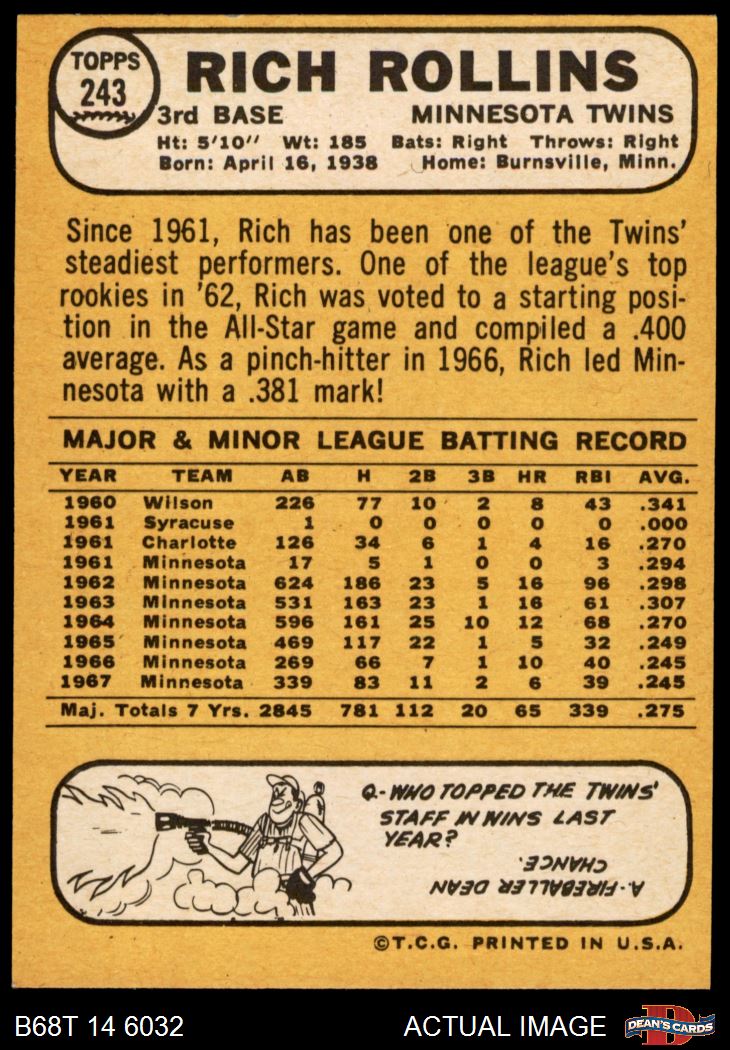 TOPPS
243
RICH ROLLINS
3rd BASE MINNESOTA TWINS
Ht: 5'10" Wt: 185 Bats: Right Throws: Right
Born: April 16, 1938 Home: Burnsville, Minn.
Since 1961, Rich has been one of the Twins'
steadiest performers. One of the league's top
rookies in '62, Rich was voted to a starting posi-
tion in the All-Star game and compiled a .400
average. As a pinch-hitter in 1966, Rich led Min-
nesota with a .381 mark!
MAJOR & MINOR LEAGUE BATTING RECORD
YEAR TEAM AB H 2B 3B HR RBI AVG.
1960 Wilson 226 77 10 2 8 43 .341
1961 Syracuse 1 0 0 0 0 0 .000
1961 Charlotte 126 34 6 1 4 16 .270
1961 Minnesota 17 5 1 0 0 3 .294
1962 Minnesota 624 186 23 5 16 96 .298
1963 Minnesota 531 163 23 1 16 61 .307
1964 Minnesota 596 161 25 10 12 68 .270
1965 Minnesota 469 117 22 1 5 32 .249
1966 Minnesota 269 66 7 1 10 40 .245
1967 Minnesota 339 83 11 2 6 39 .245
Maj. Totals 7 Yrs. 2845 781 112 20 65 339 .275
Q- WHO TOPPED THE TWINS'
STAFF IN WINS LAST
YEAR?
A- FIREBALLER DEAN
CHANCE.
©T.C.G. PRINTED IN U.S.A.
B68T 14 6032 ACTUAL IMAGE
D
DEAN'S CARDS